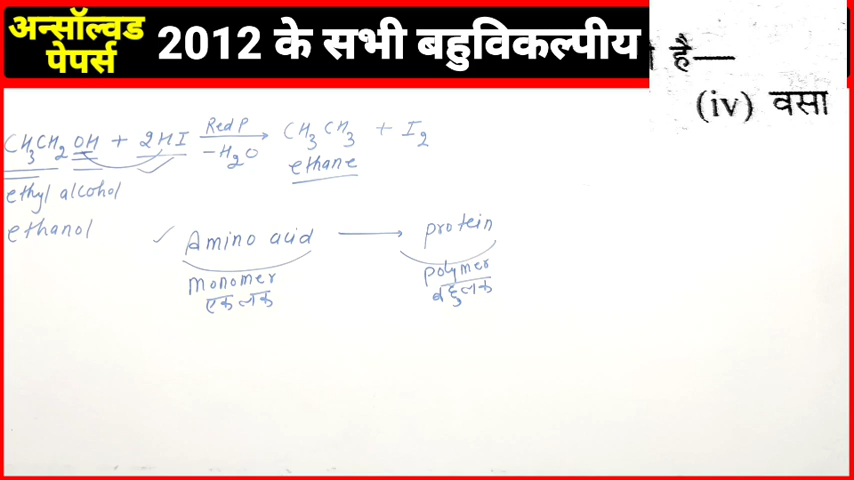 अन्सॉल्वड पेपर्स
2012 के सभी बहुविकल्पीय
है—
(iv) वसा
CH3CH2OH + 2HI Red P → −H2O CH3CH3 + I2
ethyl alcohol
ethane
ethanol
Amino acid → protein
monomer
polymer
एकलक
बहुलक